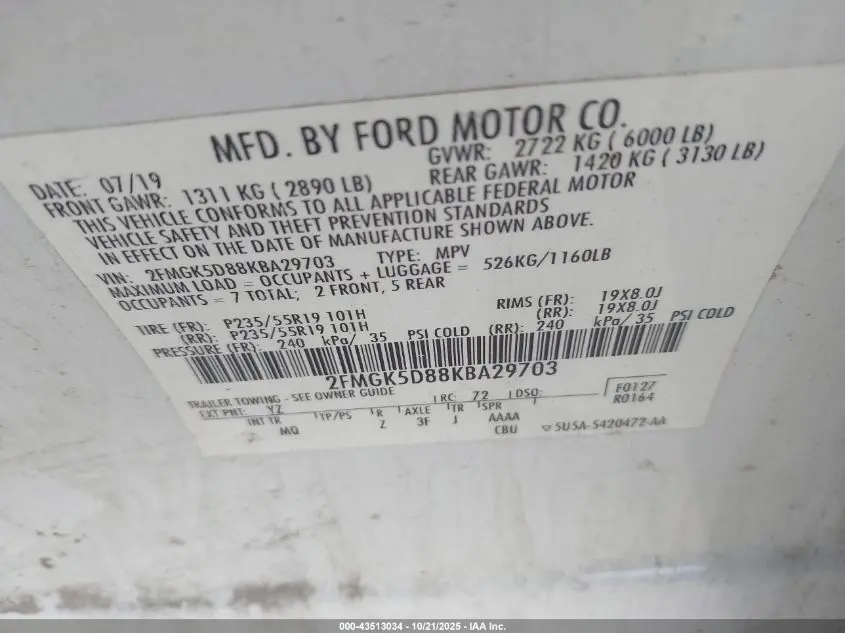 MFD. BY FORD MOTOR CO.
DATE: 07/19 GVWR: 2722 KG ( 6000 LB)
FRONT GAWR: 1311 KG ( 2890 LB) REAR GAWR: 1420 KG ( 3130 LB)
THIS VEHICLE CONFORMS TO ALL APPLICABLE FEDERAL MOTOR
VEHICLE SAFETY AND THEFT PREVENTION STANDARDS
IN EFFECT ON THE DATE OF MANUFACTURE SHOWN ABOVE.
VIN: 2FMGK5D88KBA29703 TYPE: MPV
MAXIMUM LOAD = OCCUPANTS + LUGGAGE = 526KG/1160LB
OCCUPANTS = 7 TOTAL; 2 FRONT, 5 REAR
TIRE (FR): P235/55R19 101H RIMS (FR): 19X8.0J
(RR): P235/55R19 101H (RR): 19X8.0J
PRESSURE (FR): 240 kPa/ 35 PSI COLD (RR): 240 kPa/ 35 PSI COLD
2FMGK5D88KBA29703
TRAILER TOWING - SEE OWNER GUIDE
EXT PNT: YZ RC: 72 DSO: F0127
R0164
INT TR TP/PS R AXLE TR SPR
MQ Z 3F J AAAA
CBU 5U5A-5420472-AA
000-43513034 - 10/21/2025 - IAA Inc.